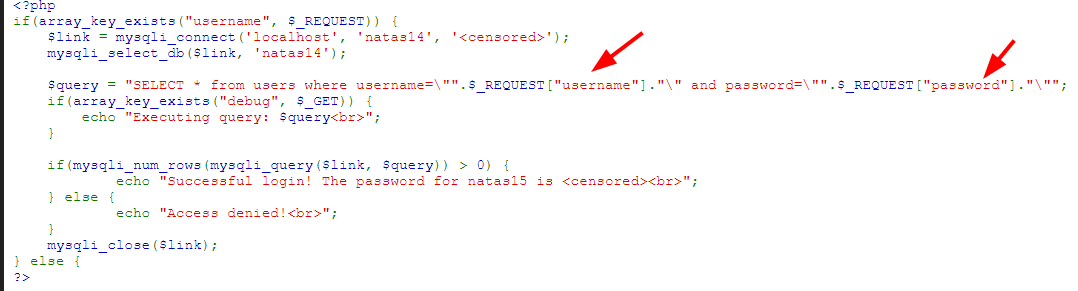 <?php
if(array_key_exists("username", $_REQUEST)) {
    $link = mysqli_connect('localhost', 'natas14', '<censored>');
    mysqli_select_db($link, 'natas14');

    $query = "SELECT * from users where username=\"".$_REQUEST["username"]."\" and password=\"".$_REQUEST["password"]."\"";
    if(array_key_exists("debug", $_GET)) {
        echo "Executing query: $query<br>";
    }

    if(mysqli_num_rows(mysqli_query($link, $query)) > 0) {
            echo "Successful login! The password for natas15 is <censored><br>";
    } else {
            echo "Access denied!<br>";
    }
    mysqli_close($link);
} else {
?>